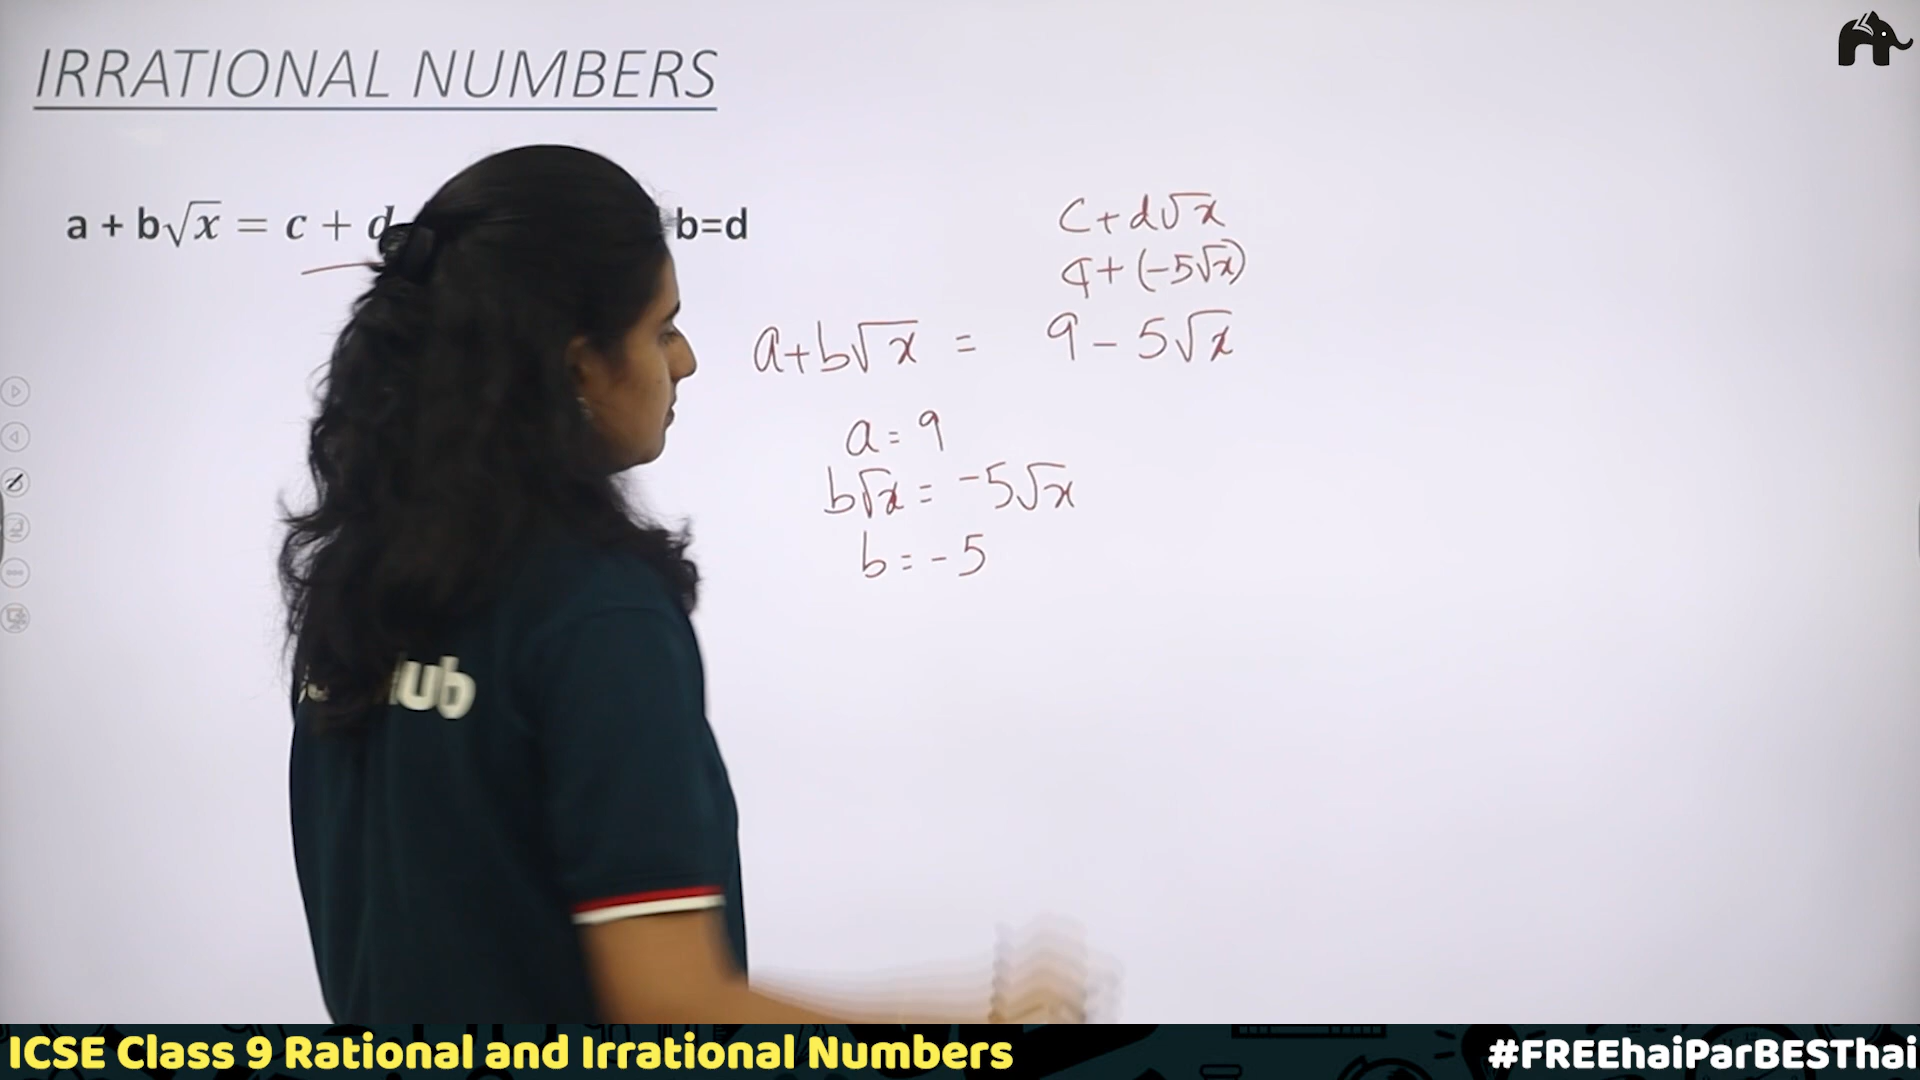 IRRATIONAL NUMBERS
a + b√x = c + d b=d
c+d√x
9+(-5√x)
a+b√x = 9-5√x
a=9
b√x = -5√x
b=-5
ub
ICSE Class 9 Rational and Irrational Numbers
#FREEhaiParBESThai